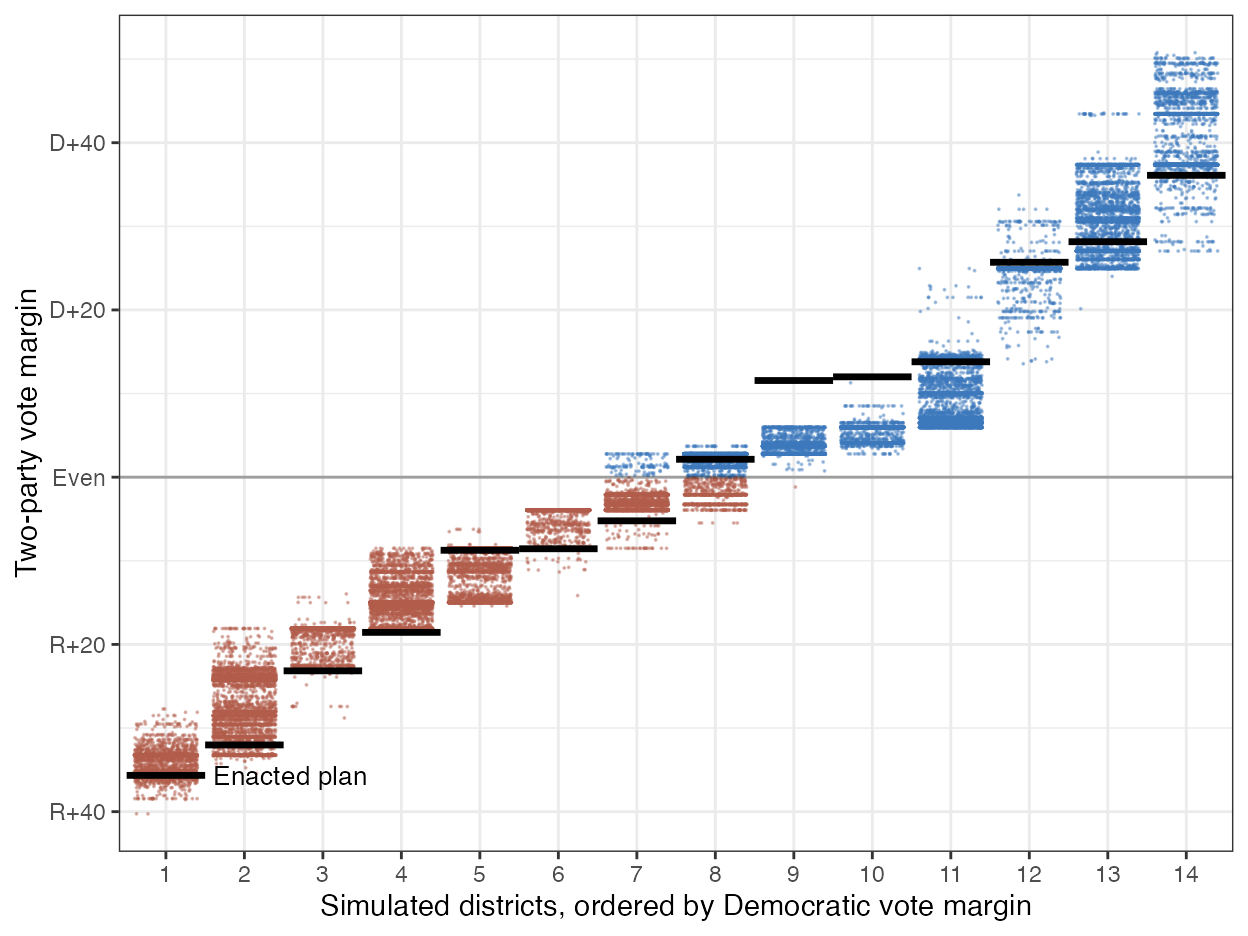 Two-party vote margin
D+40
D+20
Even
R+20
R+40
Enacted plan
1 2 3 4 5 6 7 8 9 10 11 12 13 14
Simulated districts, ordered by Democratic vote margin